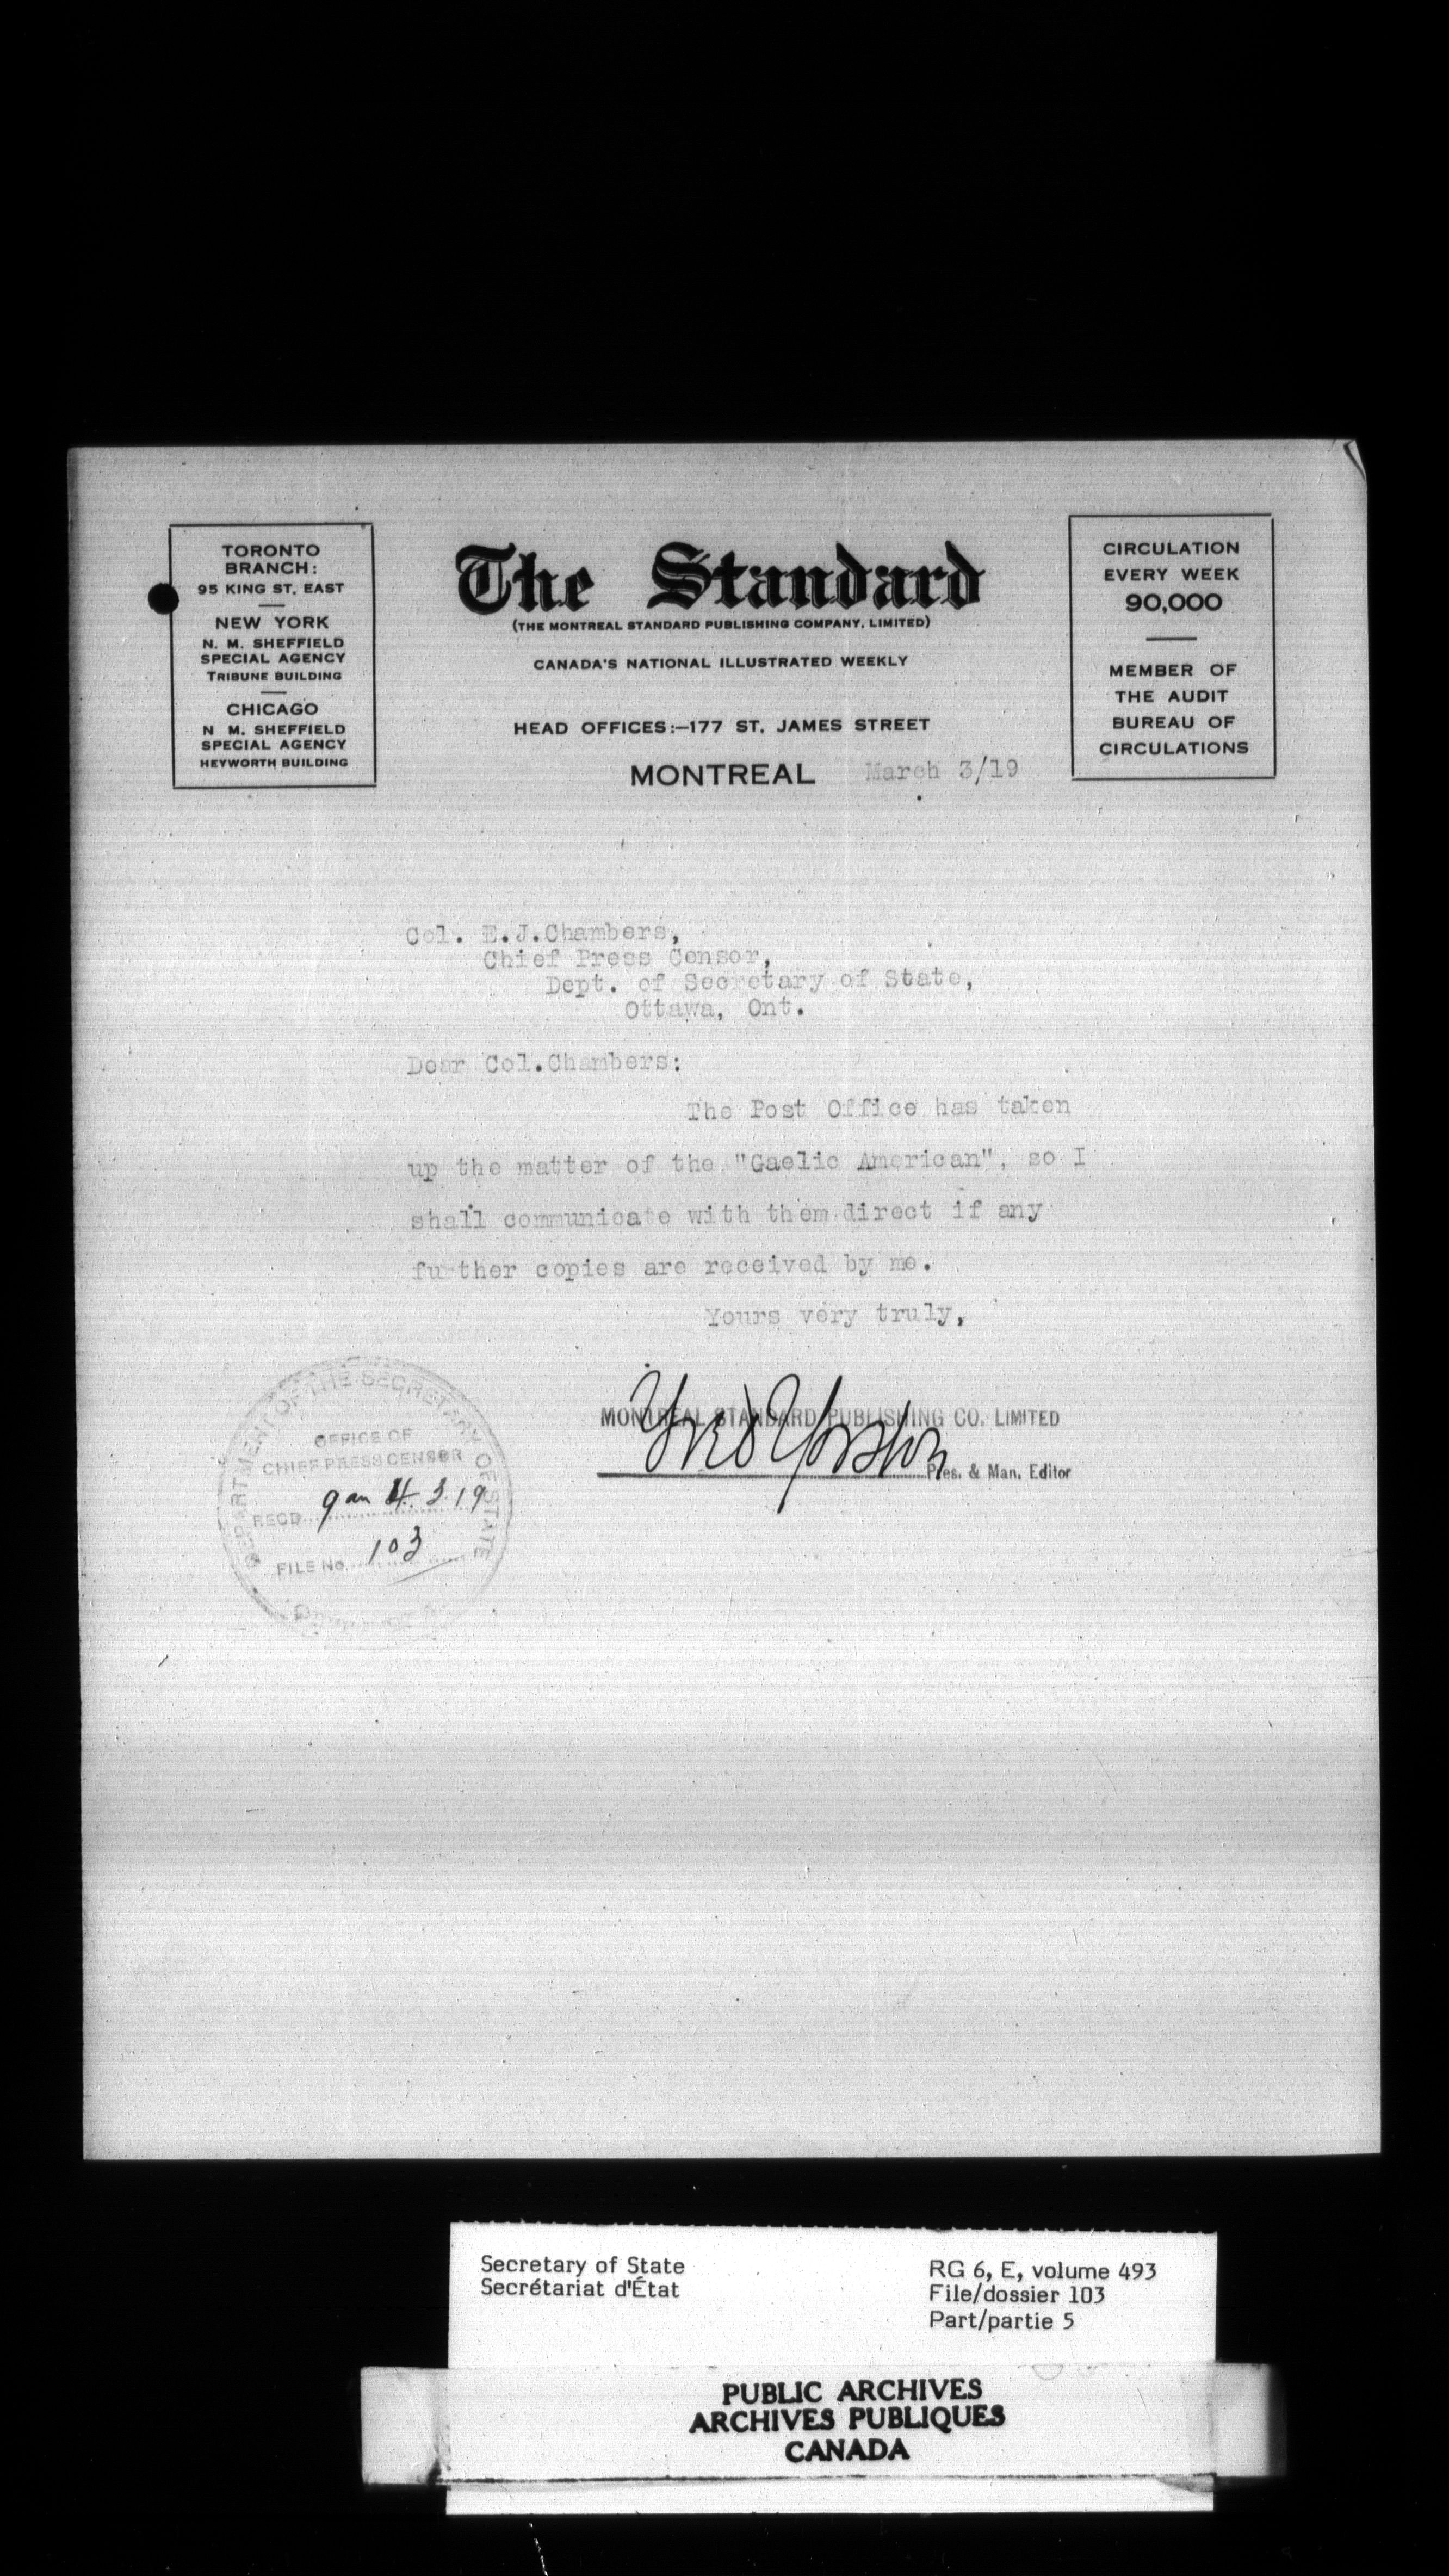 TORONTO
BRANCH:
95 KING ST. EAST
NEW YORK
N. M. SHEFFIELD
SPECIAL AGENCY
TRIBUNE BUILDING
CHICAGO
N M. SHEFFIELD
SPECIAL AGENCY
HEYWORTH BUILDING
The Standard
(THE MONTREAL STANDARD PUBLISHING COMPANY, LIMITED)
CANADA'S NATIONAL ILLUSTRATED WEEKLY
HEAD OFFICES:—177 ST. JAMES STREET
MONTREAL March 3/19
CIRCULATION
EVERY WEEK
90,000
MEMBER OF
THE AUDIT
BUREAU OF
CIRCULATIONS
Col. E.J.Chambers,
Chief Press Censor,
Dept. of Secretary of State,
Ottawa, Ont.
Dear Col.Chambers:
The Post Office has taken
up the matter of the "Gaelic American", so I
shall communicate with them direct if any
further copies are received by me.
Yours very truly,
MONTREAL STANDARD PUBLISHING CO. LIMITED
Fred Yorston
Pres. & Man. Editor
DEPARTMENT OF THE SECRETARY OF STATE
OFFICE OF
CHIEF PRESS CENSOR
RECD. 9 am 4.3.19
FILE No. 103
Secretary of State
Secrétariat d'État
RG 6, E, volume 493
File/dossier 103
Part/partie 5
PUBLIC ARCHIVES
ARCHIVES PUBLIQUES
CANADA